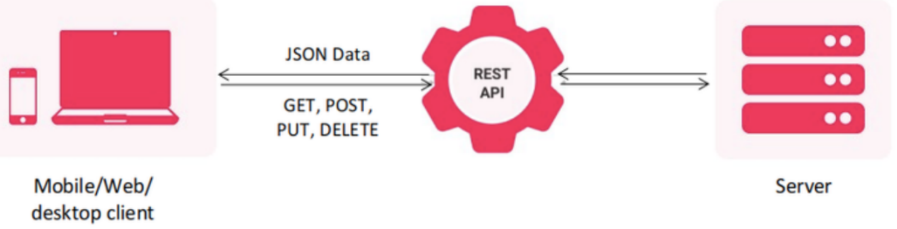 JSON Data
GET, POST,
PUT, DELETE
REST
API
Mobile/Web/
desktop client
Server